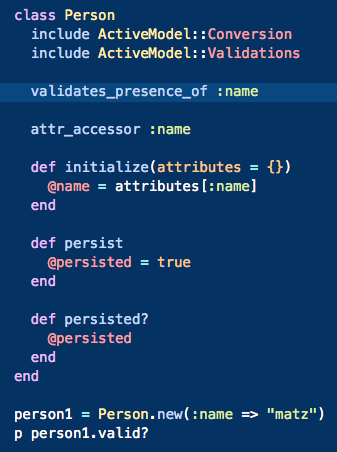 class Person
  include ActiveModel::Conversion
  include ActiveModel::Validations
  validates_presence_of :name
  attr_accessor :name
  def initialize(attributes = {})
    @name = attributes[:name]
  end
  def persist
    @persisted = true
  end
  def persisted?
    @persisted
  end
end
person1 = Person.new(:name => "matz")
p person1.valid?